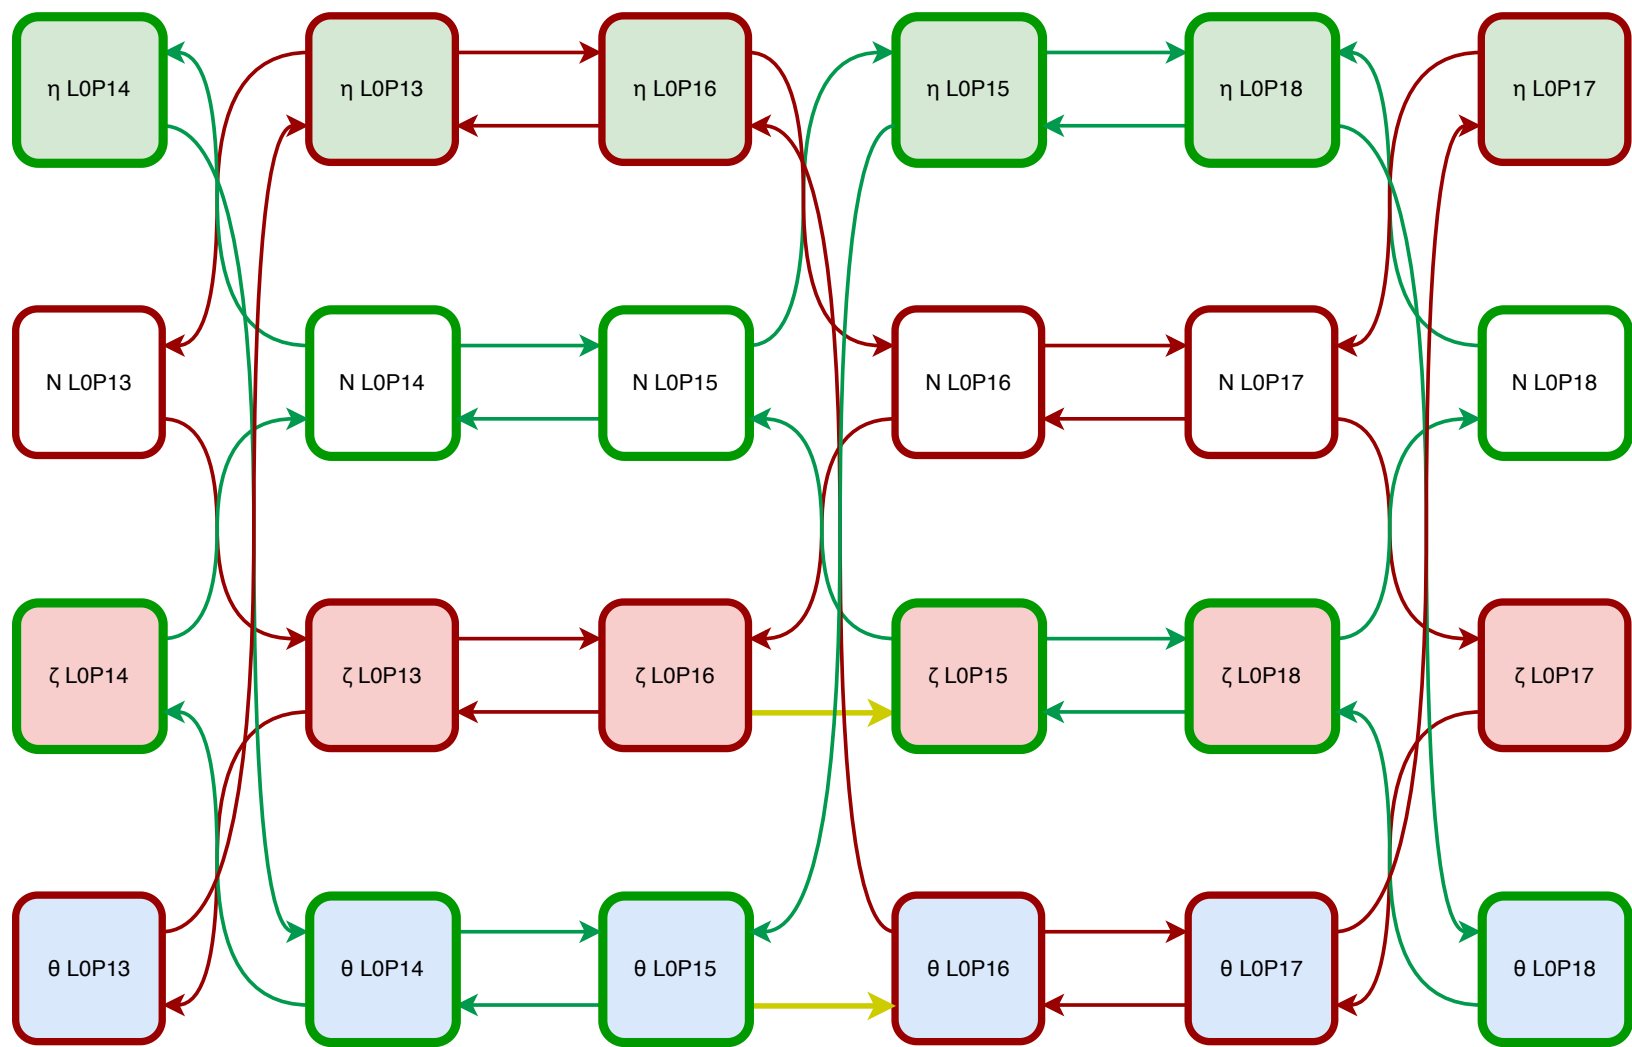 η L0P14
η L0P13
η L0P16
η L0P15
η L0P18
η L0P17
N L0P13
N L0P14
N L0P15
N L0P16
N L0P17
N L0P18
ζ L0P14
ζ L0P13
ζ L0P16
ζ L0P15
ζ L0P18
ζ L0P17
θ L0P13
θ L0P14
θ L0P15
θ L0P16
θ L0P17
θ L0P18